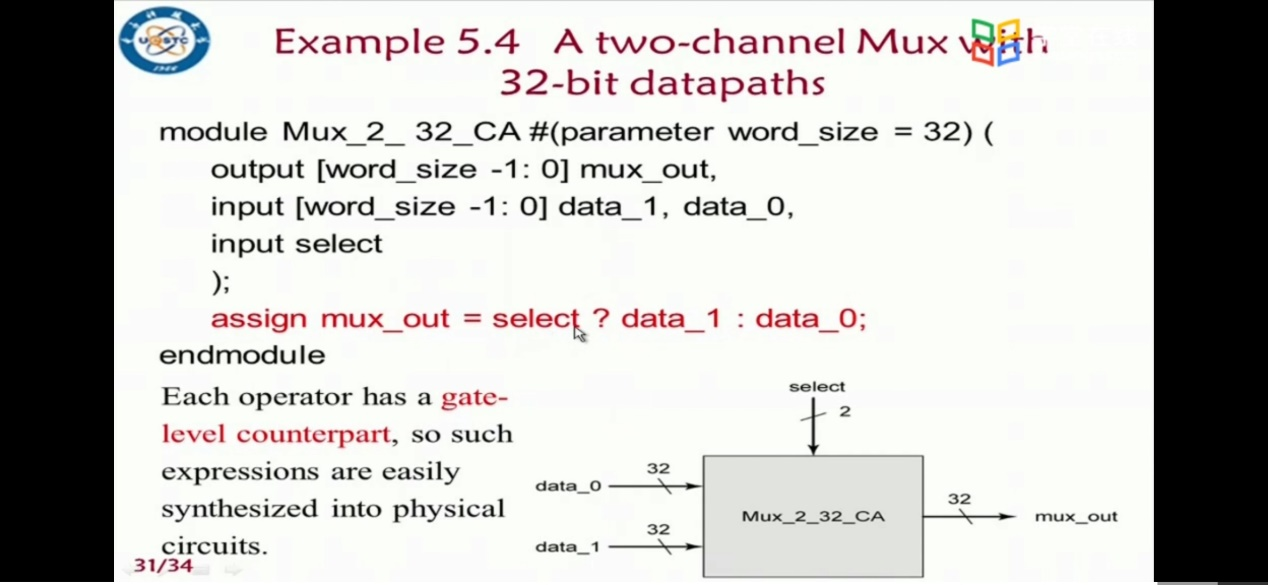 Example 5.4 A two-channel Mux with
32-bit datapaths
module Mux_2_ 32_CA #(parameter word_size = 32) (
output [word_size -1: 0] mux_out,
input [word_size -1: 0] data_1, data_0,
input select
);
assign mux_out = select ? data_1 : data_0;
endmodule
Each operator has a gate-
level counterpart, so such
expressions are easily
synthesized into physical
circuits.
select
2
data_0
32
data_1
32
Mux_2_32_CA
32
mux_out
31/34